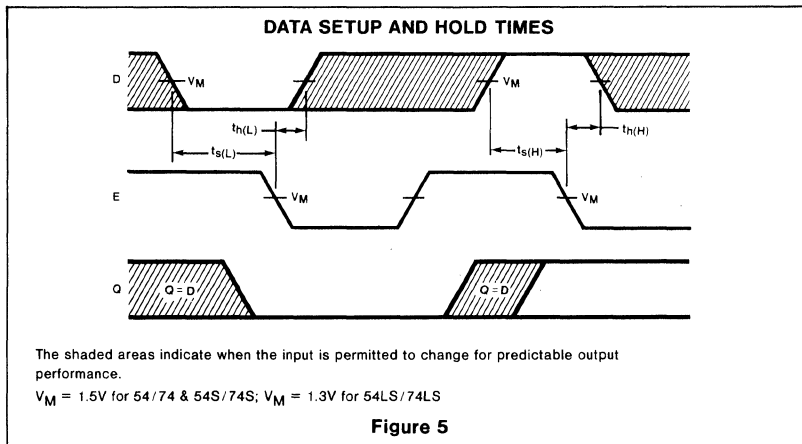 DATA SETUP AND HOLD TIMES
D
VM
VM
th(L)
th(H)
ts(L)
ts(H)
E
VM
VM
Q
Q = D
Q = D
The shaded areas indicate when the input is permitted to change for predictable output
performance.
VM = 1.5V for 54/74 & 54S/74S; VM = 1.3V for 54LS/74LS
Figure 5